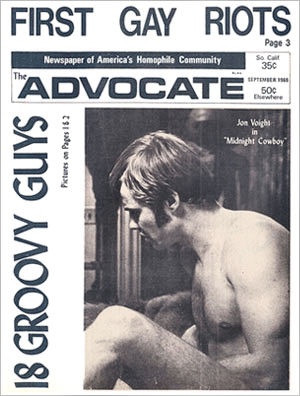 FIRST GAY RIOTS
Page 3
Newspaper of America's Homophile Community
So. Calif.
35¢
The
ADVOCATE
SEPTEMBER 1969
50¢
Elsewhere
18 GROOVY GUYS
Pictures on Pages 1 & 2
Jon Voight
in
"Midnight Cowboy"